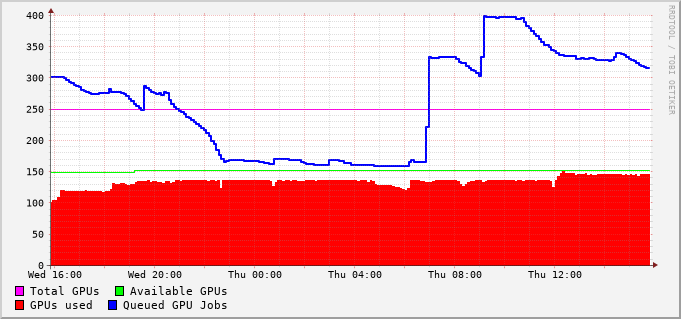 400
350
300
250
200
150
100
50
0
Wed 16:00 Wed 20:00 Thu 00:00 Thu 04:00 Thu 08:00 Thu 12:00
Total GPUs Available GPUs
GPUs used Queued GPU Jobs
RRDTOOL / TOBI OETIKER